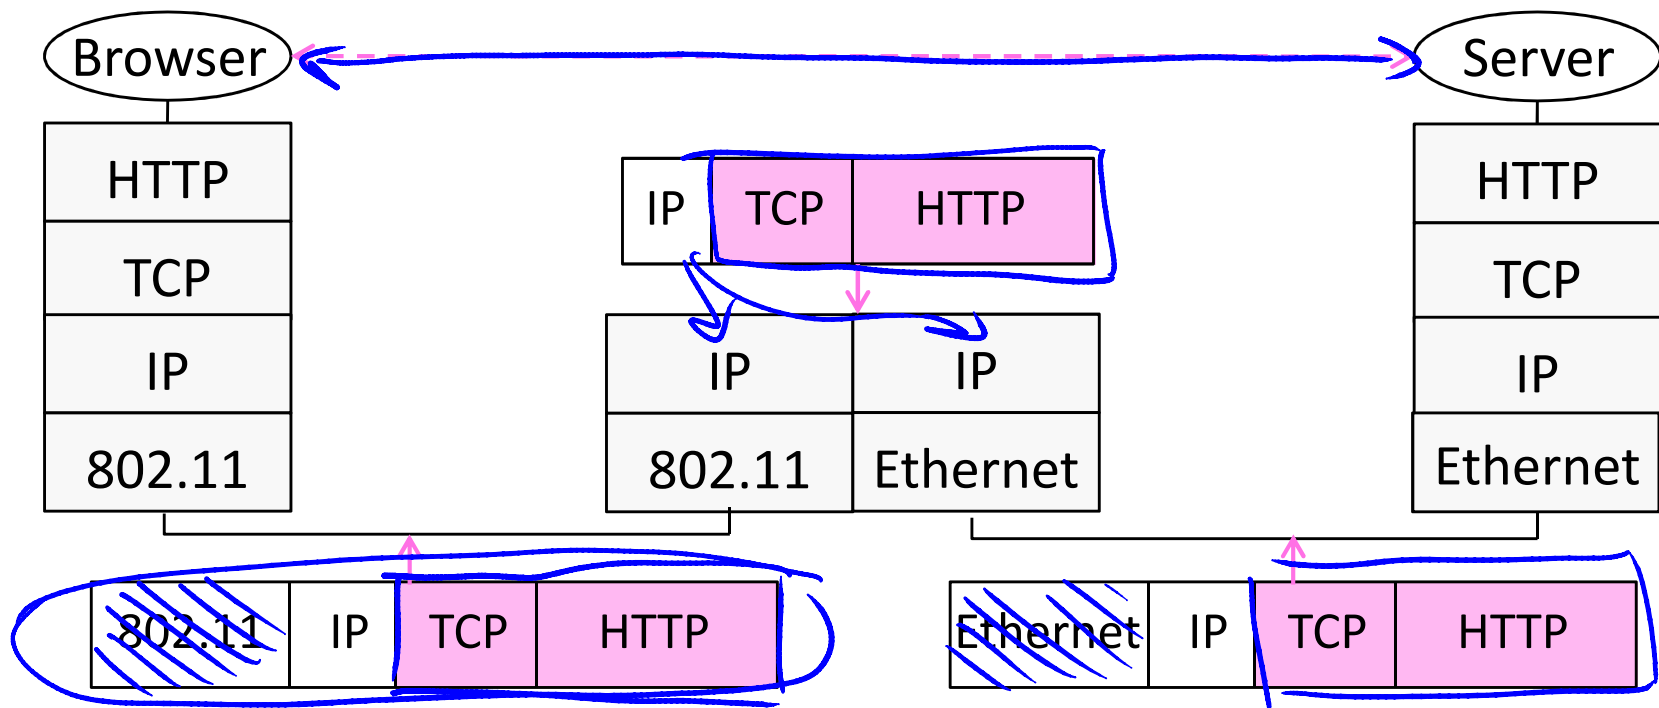 Browser
Server
HTTP
TCP
IP
802.11
IP TCP HTTP
IP IP
802.11 Ethernet
HTTP
TCP
IP
Ethernet
802.11 IP TCP HTTP
Ethernet IP TCP HTTP